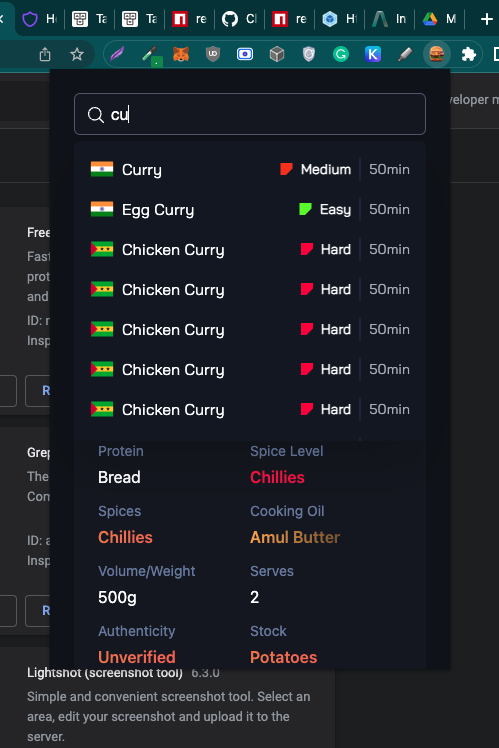 Ta
Ta
re
Cl
re
Hf
In
M
UD
G
K
veloper m
cu
Curry Medium 50min
Egg Curry Easy 50min
Chicken Curry Hard 50min
Chicken Curry Hard 50min
Chicken Curry Hard 50min
Chicken Curry Hard 50min
Chicken Curry Hard 50min
Free
Fast
prot
and
ID: r
Insp
R
Protein Spice Level
Bread Chillies
Spices Cooking Oil
Chillies Amul Butter
Volume/Weight Serves
500g 2
Authenticity Stock
Unverified Potatoes
Grep
The
Com
ID: a
Insp
R
Lightshot (screenshot tool) 6.3.0
Simple and convenient screenshot tool. Select an
area, edit your screenshot and upload it to the
server.